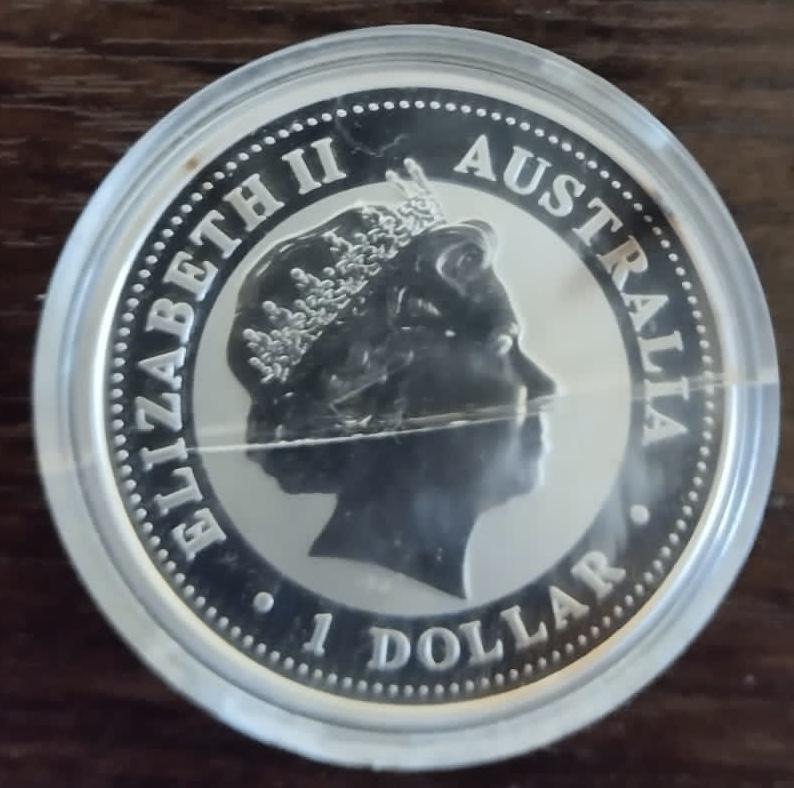 ELIZABETH II AUSTRALIA
• 1 DOLLAR •